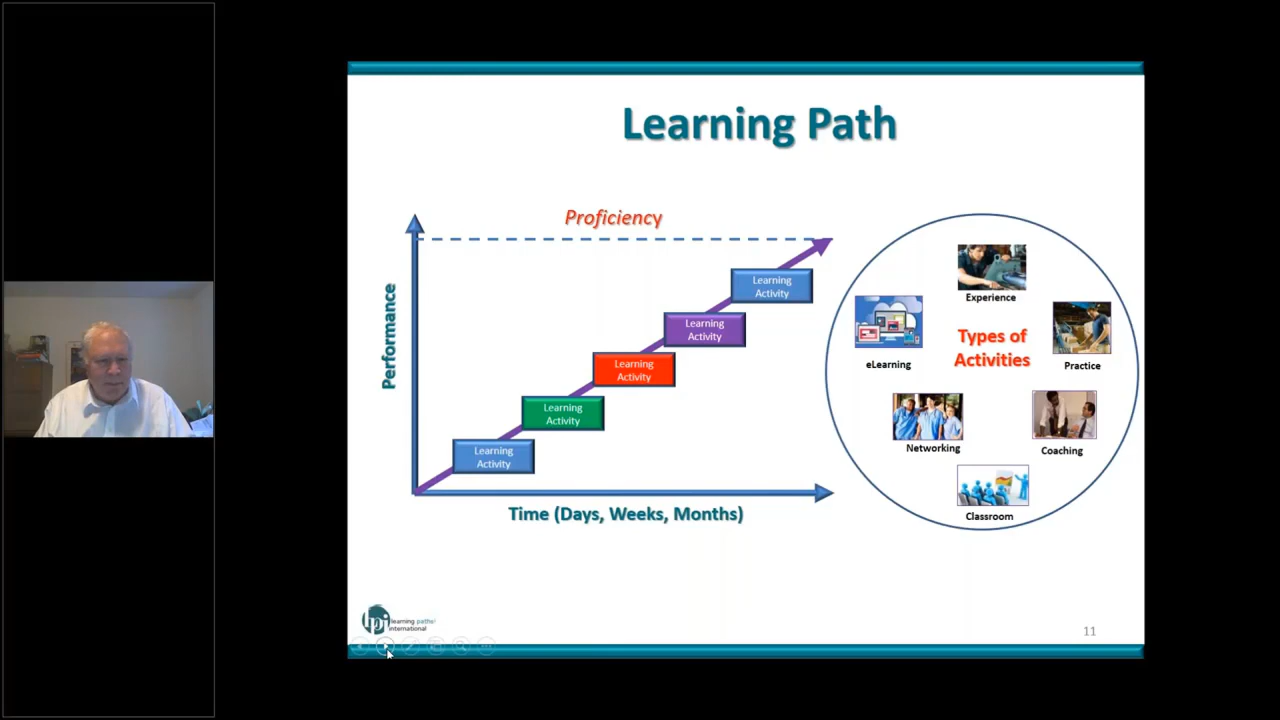 Learning Path
Proficiency
Performance
Learning
Activity
Learning
Activity
Learning
Activity
Learning
Activity
Learning
Activity
Time (Days, Weeks, Months)
Experience
eLearning
Types of
Activities
Practice
Networking
Coaching
Classroom
lpi
learning paths
international
11